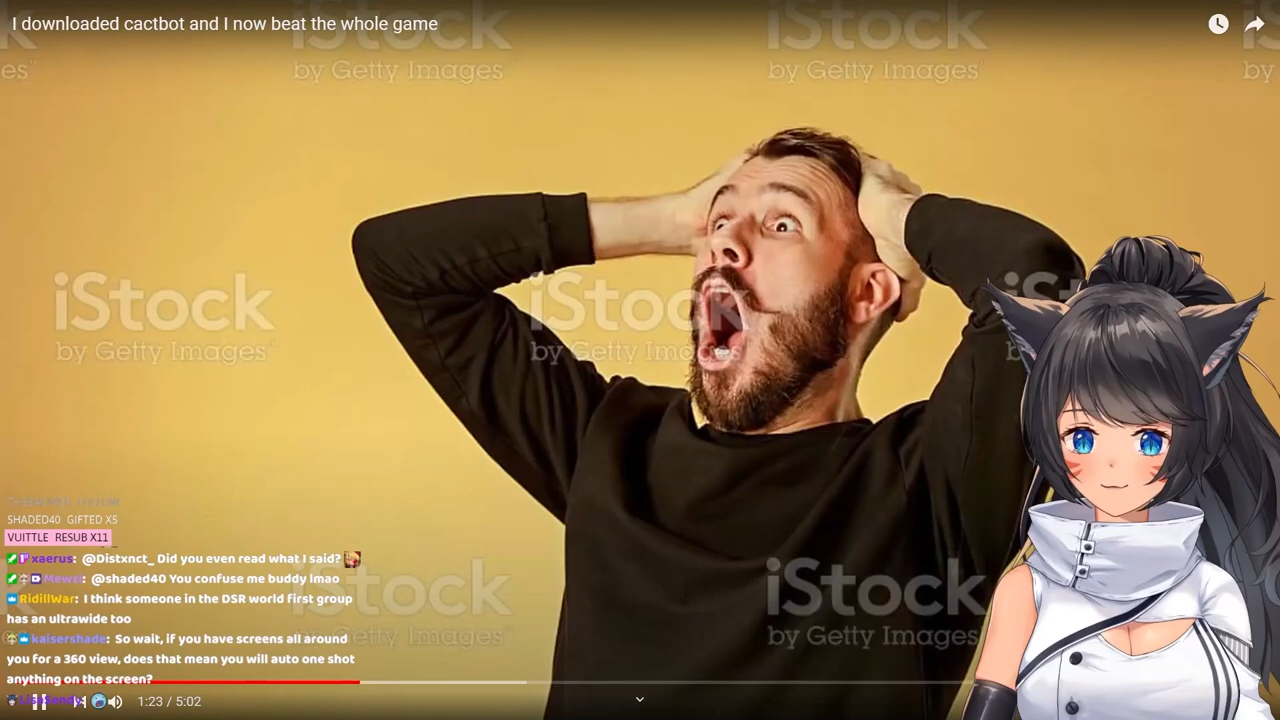 I downloaded cactbot and I now beat the whole game
iStock
by Getty Images
iStock
by Getty Images
iStock
by Getty Images
iStock
by Getty Images
iStock
by Getty Images
iStock
by Getty Images
SHADED40 GIFTED X5
VUITTLE RESUB X11
xaerus: @Distxnct_ Did you even read what I said?
@shaded40 You confuse me buddy lmao
RidillWar: I think someone in the DSR world first group
has an ultrawide too
kaisershade: So wait, if you have screens all around
you for a 360 view, does that mean you will auto one shot
anything on the screen?
1:23 / 5:02